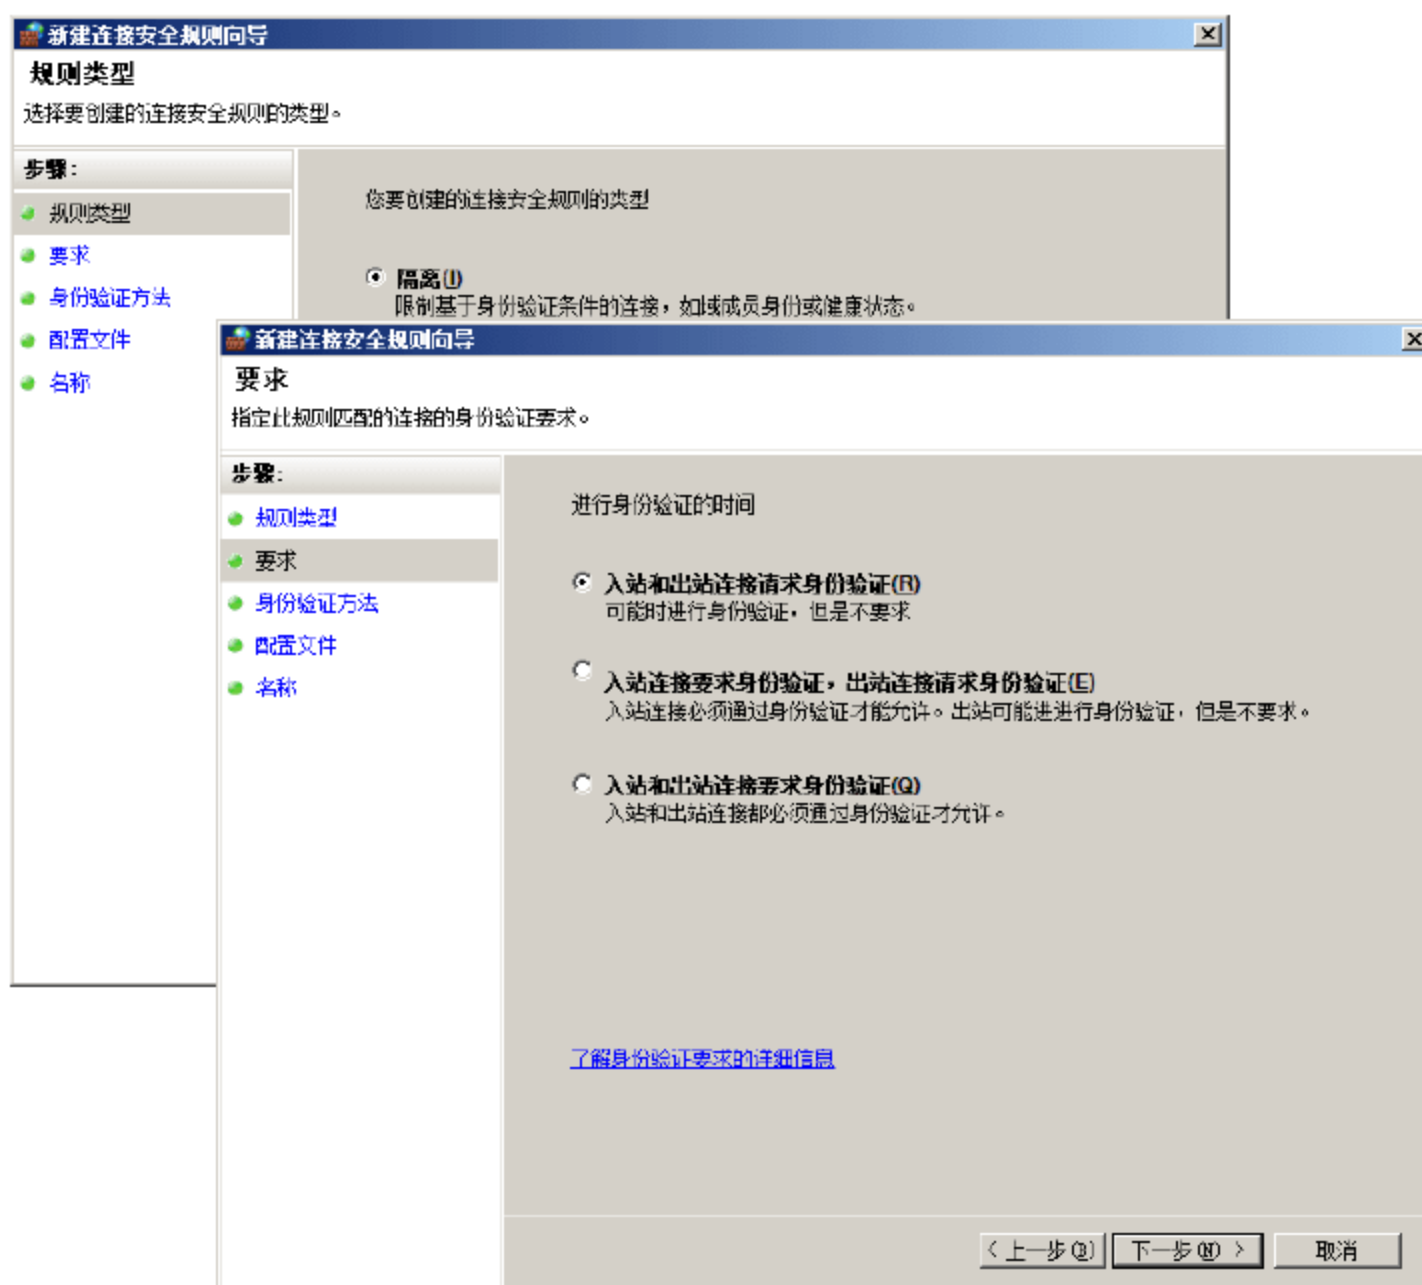 新建连接安全规则向导
规则类型
选择要创建的连接安全规则的类型。
步骤:
规则类型
要求
身份验证方法
配置文件
名称
您要创建的连接安全规则的类型
隔离(I)
限制基于身份验证条件的连接，如域成员身份或健康状态。
新建连接安全规则向导
要求
指定此规则匹配的连接的身份验证要求。
步骤:
规则类型
要求
身份验证方法
配置文件
名称
进行身份验证的时间
入站和出站连接请求身份验证(R)
可能时进行身份验证，但是不要求
入站连接要求身份验证，出站连接请求身份验证(E)
入站连接必须通过身份验证才能允许。出站可能进进行身份验证，但是不要求。
入站和出站连接要求身份验证(Q)
入站和出站连接都必须通过身份验证才允许。
了解身份验证要求的详细信息
< 上一步(B) 下一步(N) > 取消